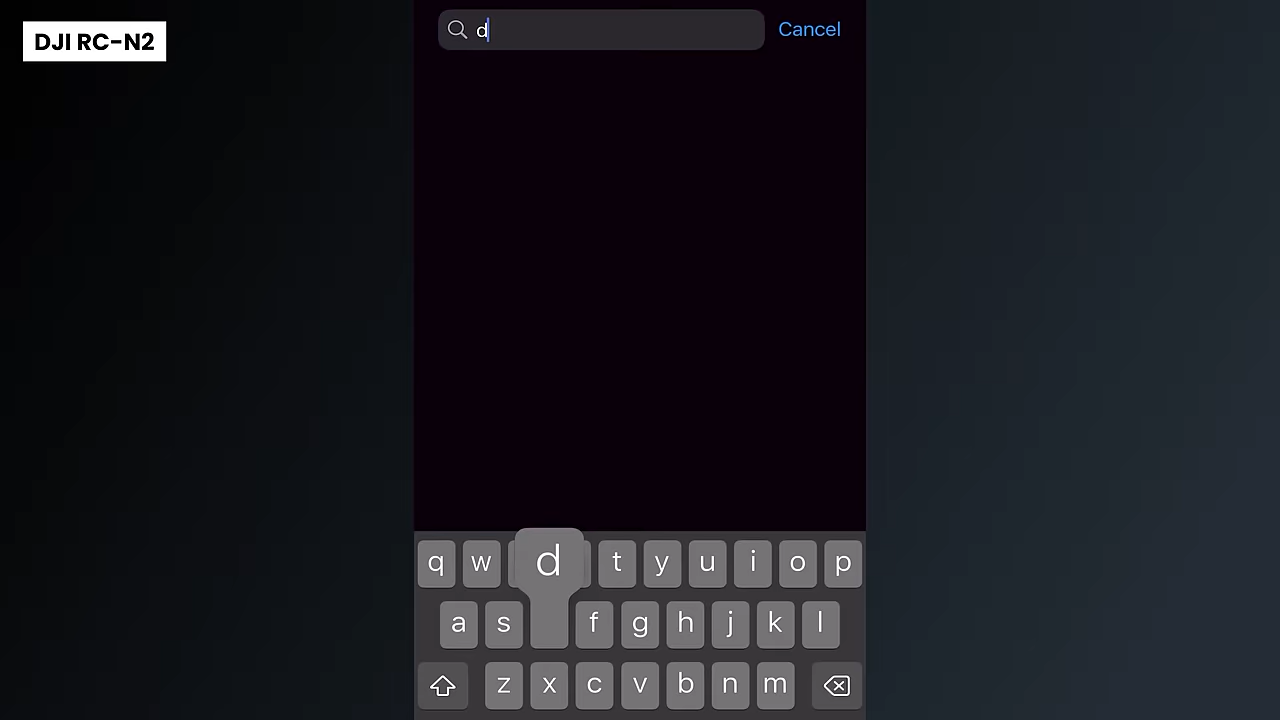 DJI RC-N2
d
Cancel
q w d t y u i o p
a s f g h j k l
z x c v b n m